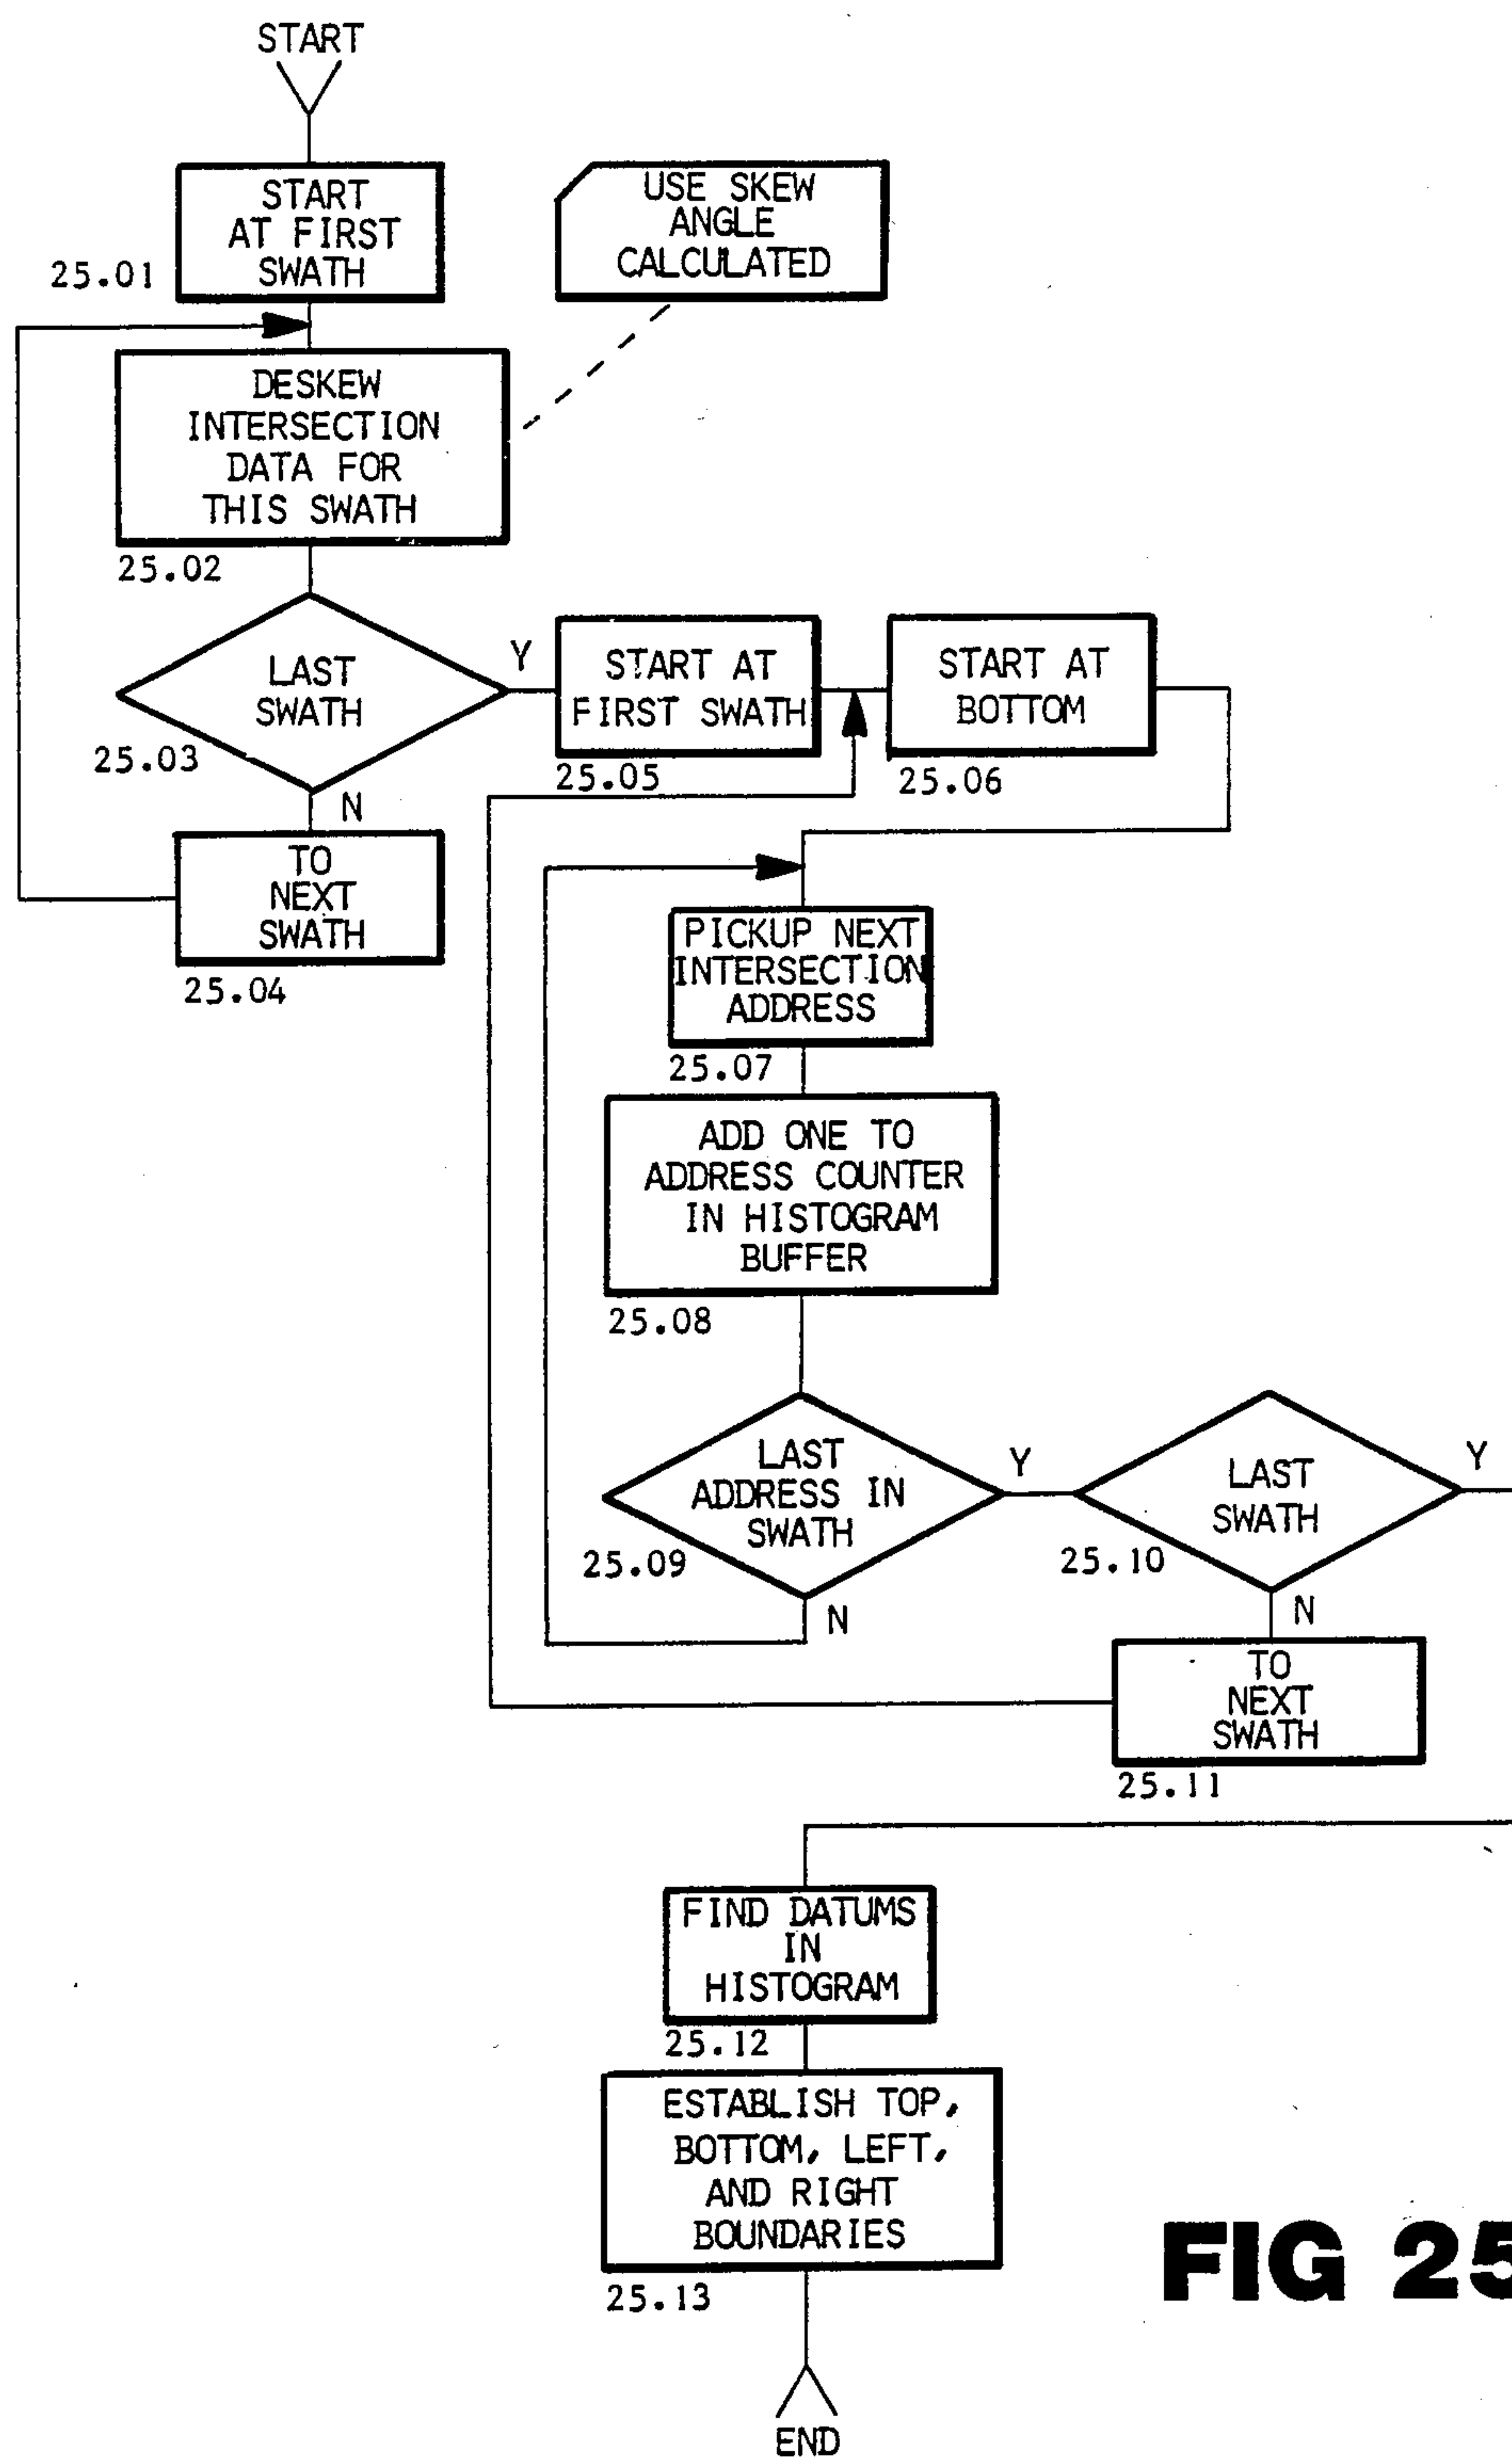 START
START
AT FIRST
SWATH
25.01
USE SKEW
ANGLE
CALCULATED
DESKEW
INTERSECTION
DATA FOR
THIS SWATH
25.02
LAST
SWATH
25.03
Y
N
START AT
FIRST SWATH
25.05
START AT
BOTTOM
25.06
TO
NEXT
SWATH
25.04
PICKUP NEXT
INTERSECTION
ADDRESS
25.07
ADD ONE TO
ADDRESS COUNTER
IN HISTOGRAM
BUFFER
25.08
LAST
ADDRESS IN
SWATH
25.09
Y
N
LAST
SWATH
25.10
Y
N
TO
NEXT
SWATH
25.11
FIND DATUMS
IN
HISTOGRAM
25.12
ESTABLISH TOP,
BOTTOM, LEFT,
AND RIGHT
BOUNDARIES
25.13
FIG 25
END